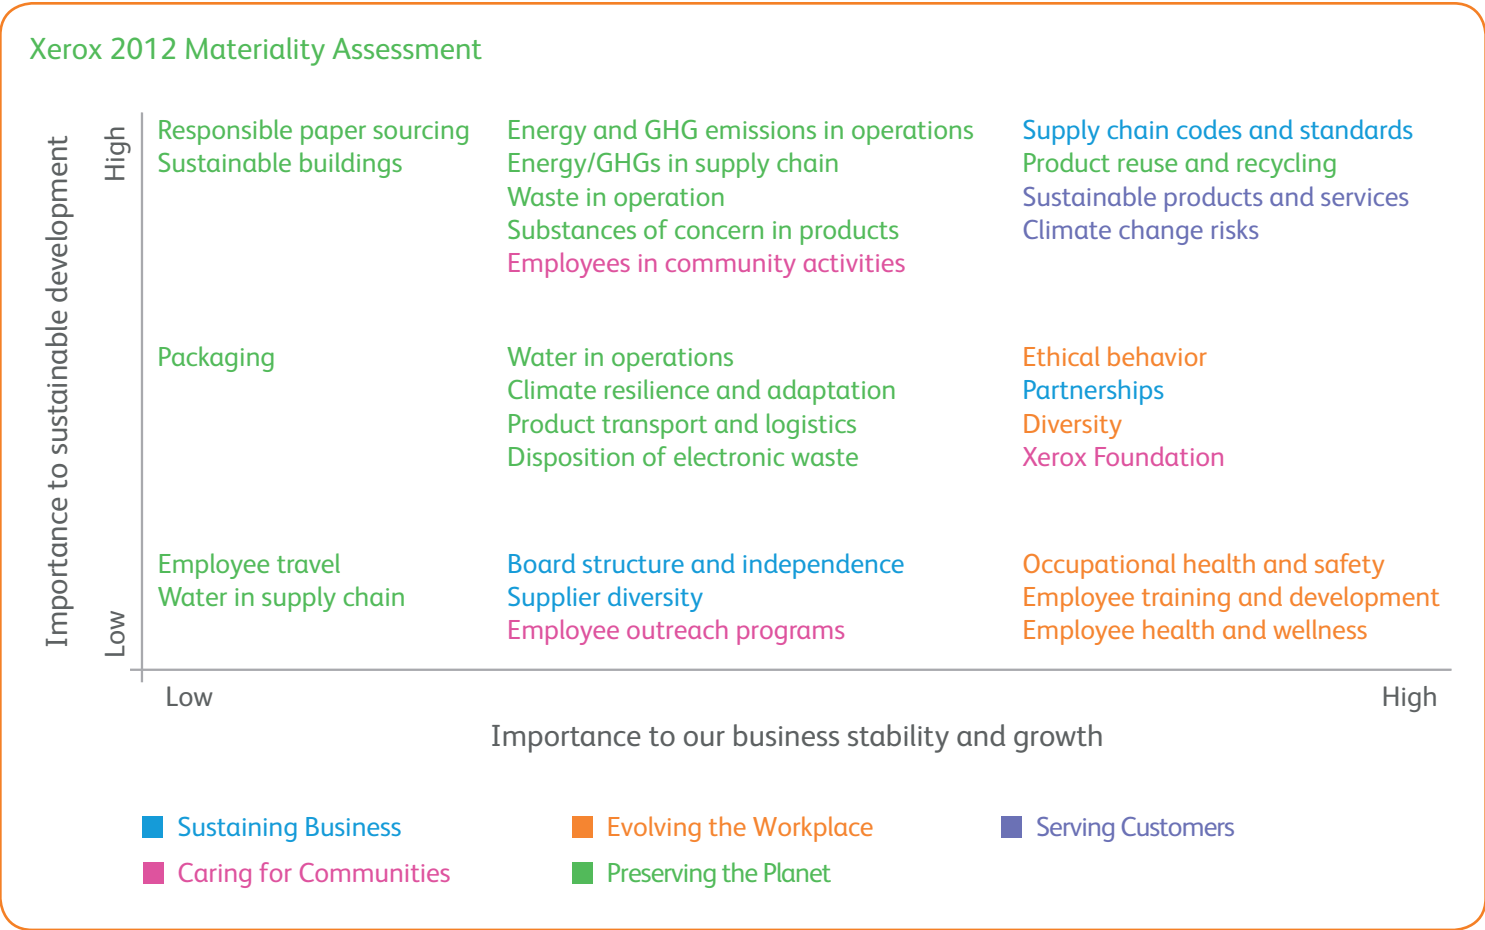 Xerox 2012 Materiality Assessment
Importance to sustainable development
High
Low
Responsible paper sourcing
Sustainable buildings
Energy and GHG emissions in operations
Energy/GHGs in supply chain
Waste in operation
Substances of concern in products
Employees in community activities
Supply chain codes and standards
Product reuse and recycling
Sustainable products and services
Climate change risks
Packaging
Water in operations
Climate resilience and adaptation
Product transport and logistics
Disposition of electronic waste
Ethical behavior
Partnerships
Diversity
Xerox Foundation
Employee travel
Water in supply chain
Board structure and independence
Supplier diversity
Employee outreach programs
Occupational health and safety
Employee training and development
Employee health and wellness
Low
High
Importance to our business stability and growth
Sustaining Business
Evolving the Workplace
Serving Customers
Caring for Communities
Preserving the Planet